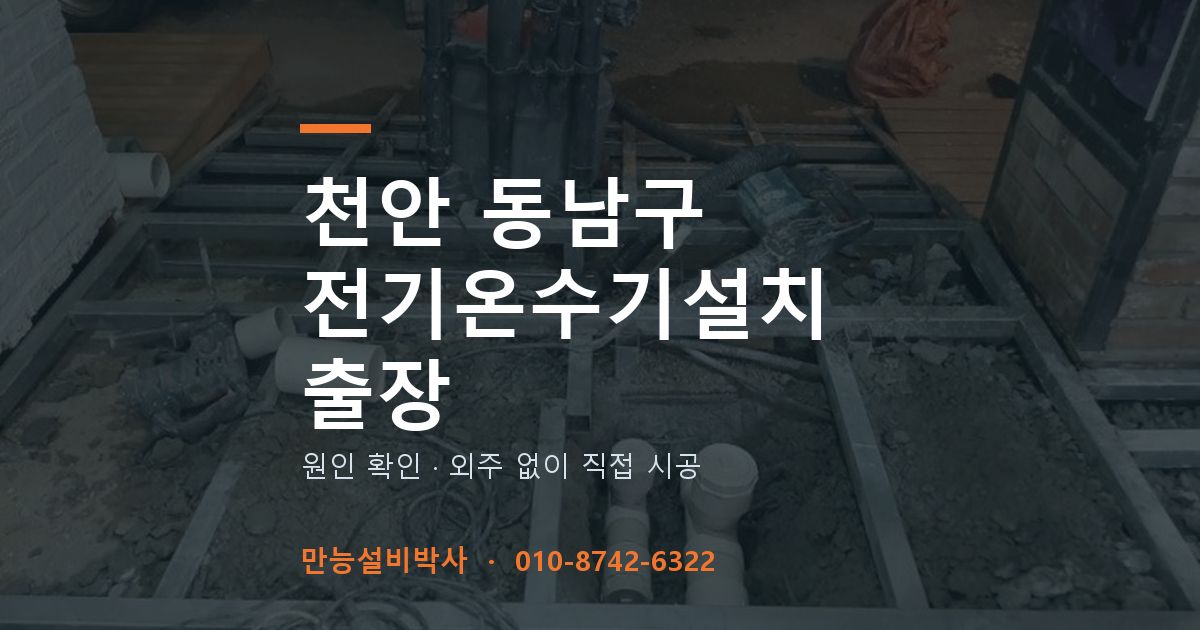 천안 동남구
전기온수기설치
출장
원인 확인 · 외주 없이 직접 시공
만능설비박사 · 010-8742-6322